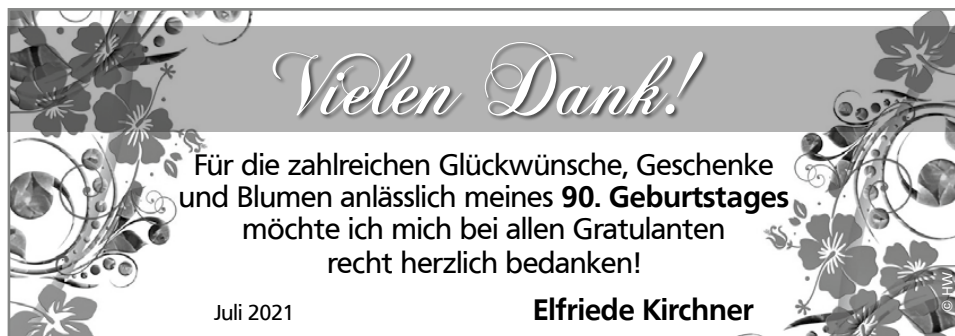 Vielen Dank!
Für die zahlreichen Glückwünsche, Geschenke
und Blumen anlässlich meines 90. Geburtstages
möchte ich mich bei allen Gratulanten
recht herzlich bedanken!
Juli 2021 Elfriede Kirchner
© HW